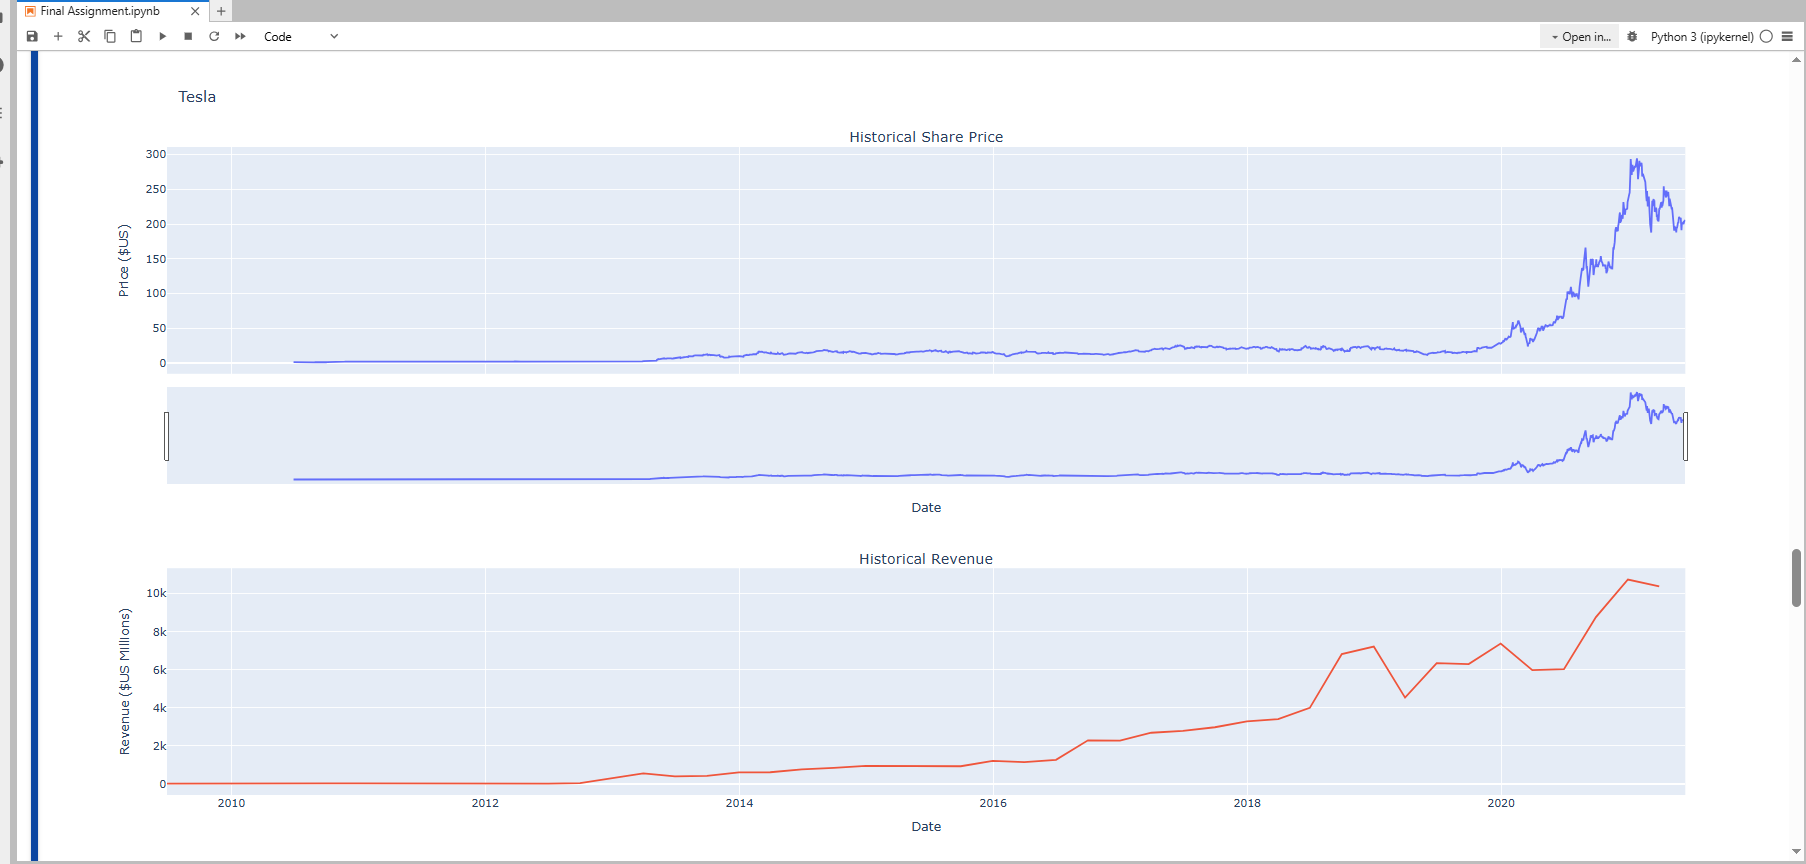 Final Assignment.ipynb
Code
Open in...
Python 3 (ipykernel)
Tesla
Historical Share Price
300
250
200
150
100
50
0
Price ($US)
Date
Historical Revenue
10k
8k
6k
4k
2k
0
Revenue ($US Millions)
2010 2012 2014 2016 2018 2020
Date